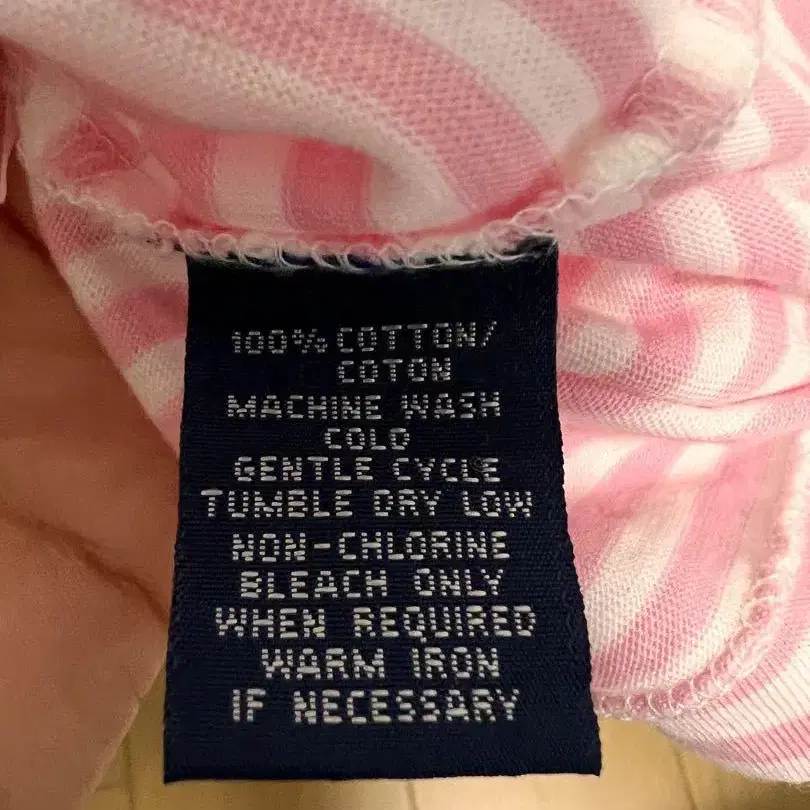 100% COTTON/
COTON
MACHINE WASH
COLD
GENTLE CYCLE
TUMBLE DRY LOW
NON-CHLORINE
BLEACH ONLY
WHEN REQUIRED
WARM IRON
IF NECESSARY